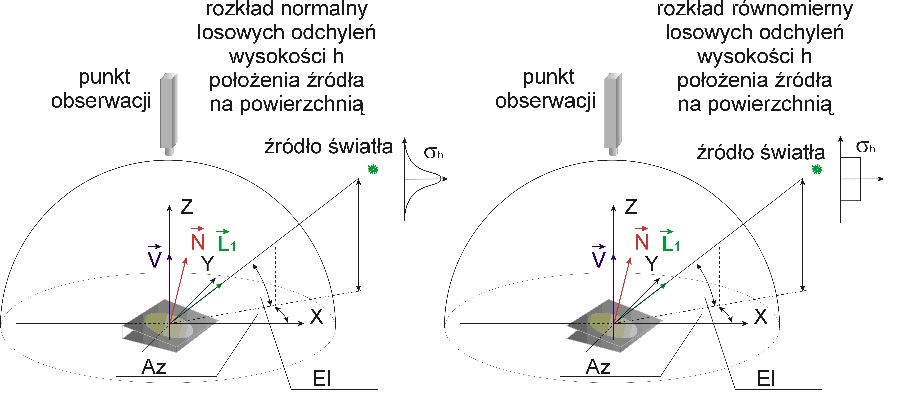 rozkład normalny
losowych odchyleń
wysokości h
położenia źródła
na powierzchnią
punkt
obserwacji
źródło światła
σh
Z
V
N
L1
Y
X
Az
El
rozkład równomierny
losowych odchyleń
wysokości h
położenia źródła
na powierzchnią
punkt
obserwacji
źródło światła
σh
Z
V
N
L1
Y
X
Az
El